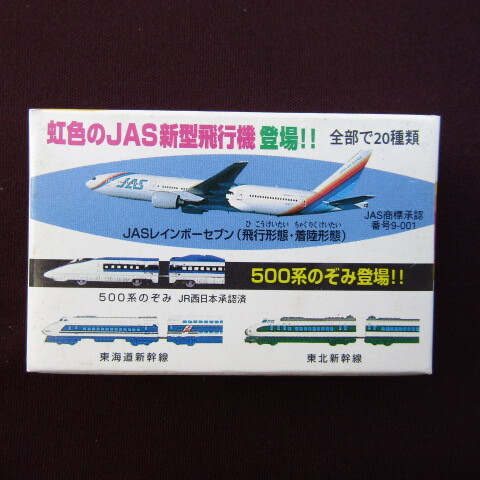 虹色のJAS新型飛行機 登場!! 全部で20種類
JAS
ひこうけいたい ちゃくりくけいたい
JASレインボーセブン(飛行形態・着陸形態)
JAS商標承認
番号9-001
500系のぞみ登場!!
500系のぞみ JR西日本承認済
東海道新幹線
東北新幹線